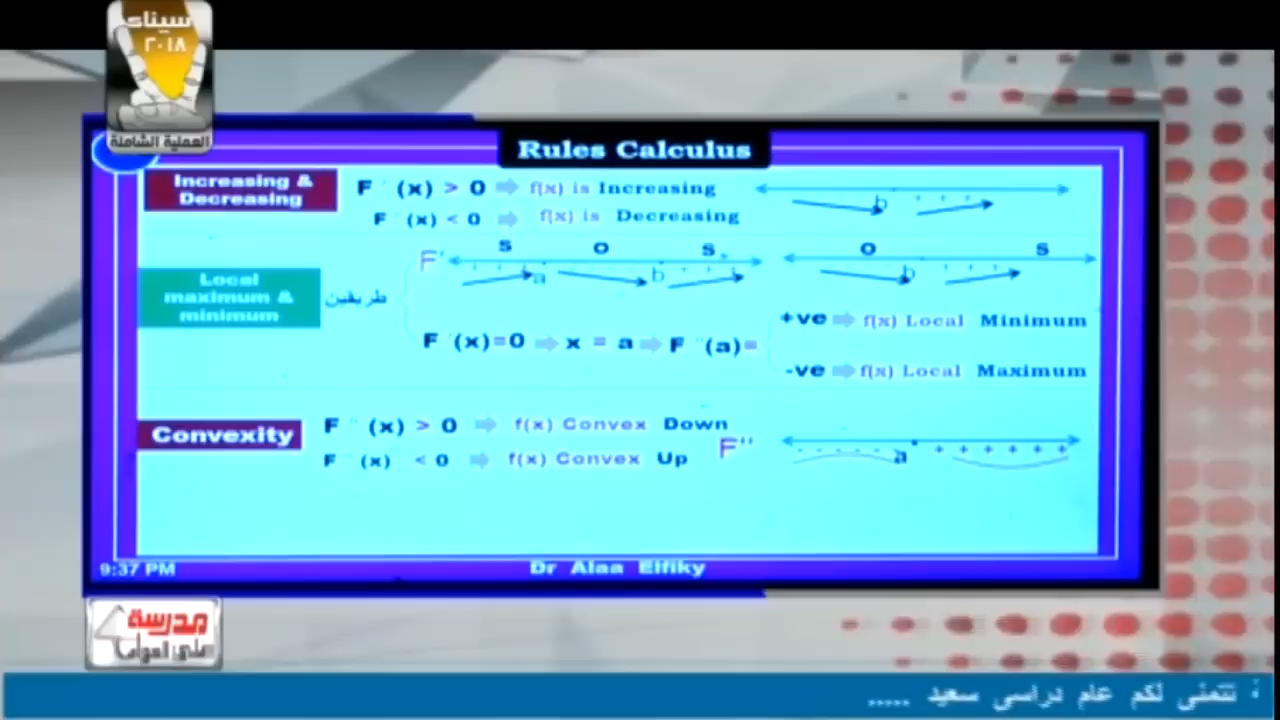 سيناء
٢٠١٨
العملية الشاملة
Rules Calculus
Increasing &
Decreasing
F ' (x) > 0 ⇒ f(x) is Increasing
F ' (x) < 0 ⇒ f(x) is Decreasing
b + + +
Local
maximum &
minimum
طريقين
F'
S O S
a b
O S
b
F '(x)=0 ⇒ x = a ⇒ F ''(a)=
+ve ⇒ f(x) Local Minimum
-ve ⇒ f(x) Local Maximum
Convexity
F '' (x) > 0 ⇒ f(x) Convex Down
F '' (x) < 0 ⇒ f(x) Convex Up
F''
- - - - - a + + + + + +
9:37 PM
Dr Alaa Elfiky
مدرسة
على الهواء
نتمنى لكم عام دراسى سعيد .....